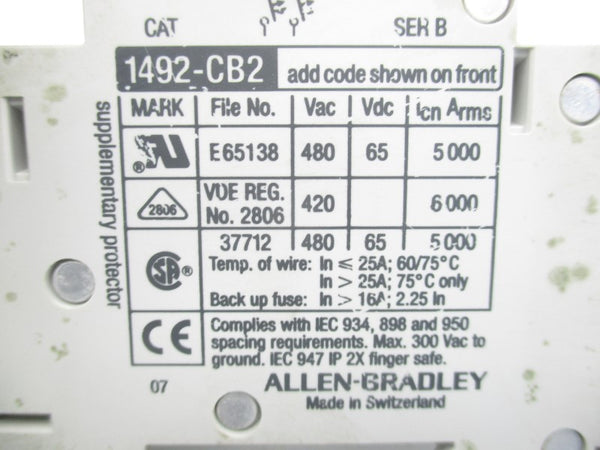 CAT SER B
1492-CB2 add code shown on front
MARK File No. Vac Vdc Icn Arms
RU ® E65138 480 65 5000
2806 VDE REG. No. 2806 420 6000
SA ® 37712 480 65 5000
Temp. of wire: In ≤ 25A; 60/75°C
In > 25A; 75°C only
Back up fuse: In > 16A; 2.25 In
CE Complies with IEC 934, 898 and 950
spacing requirements. Max. 300 Vac to
ground. IEC 947 IP 2X finger safe.
07 ALLEN-BRADLEY
Made in Switzerland
supplementary protector